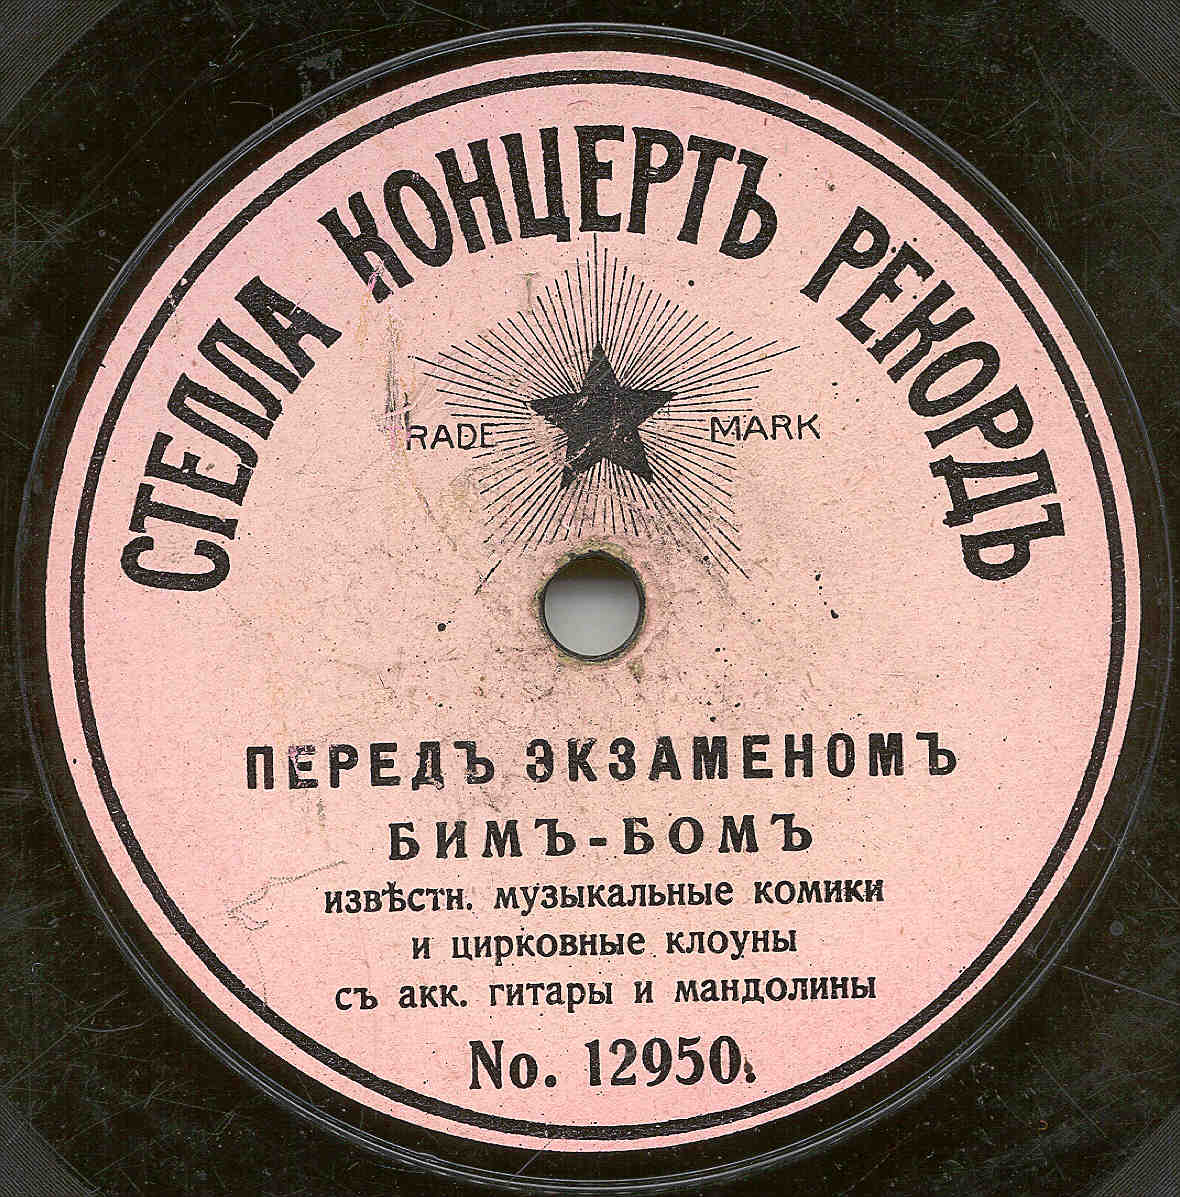 СТЕЛЛА КОНЦЕРТЪ РЕКОРДЪ
TRADE MARK
ПЕРЕДЪ ЭКЗАМЕНОМЪ
БИМЪ-БОМЪ
извѣстн. музыкальные комики
и цирковные клоуны
съ акк. гитары и мандолины
No. 12950.